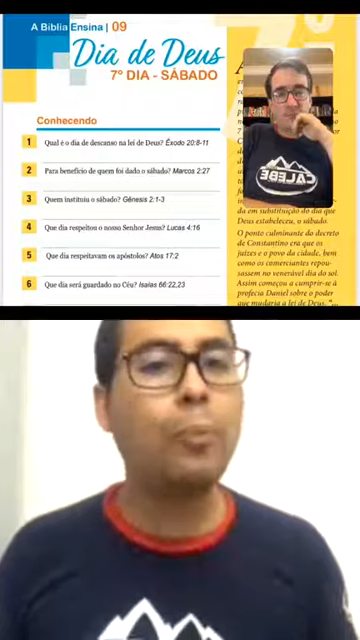 A Bíblia Ensina | 09
Dia de Deus
7º DIA - SÁBADO
Conhecendo
1 Qual é o dia de descanso na lei de Deus? Êxodo 20:8-11
2 Para benefício de quem foi dado o sábado? Marcos 2:27
3 Quem instituiu o sábado? Gênesis 2:1-3
4 Que dia respeitou o nosso Senhor Jesus? Lucas 4:16
5 Que dia respeitavam os apóstolos? Atos 17:2
6 Que dia será guardado no Céu? Isaías 66:22,23
7º
CALEBE
da em substituição do dia que
Deus estabeleceu, o sábado.
O ponto culminante do decreto
de Constantino era que os
juízes e o povo da cidade, bem
como os comerciantes repou-
sassem no venerável dia do sol.
Assim começou a cumprir-se a
profecia Daniel sobre o poder
que mudaria a lei de Deus. "...